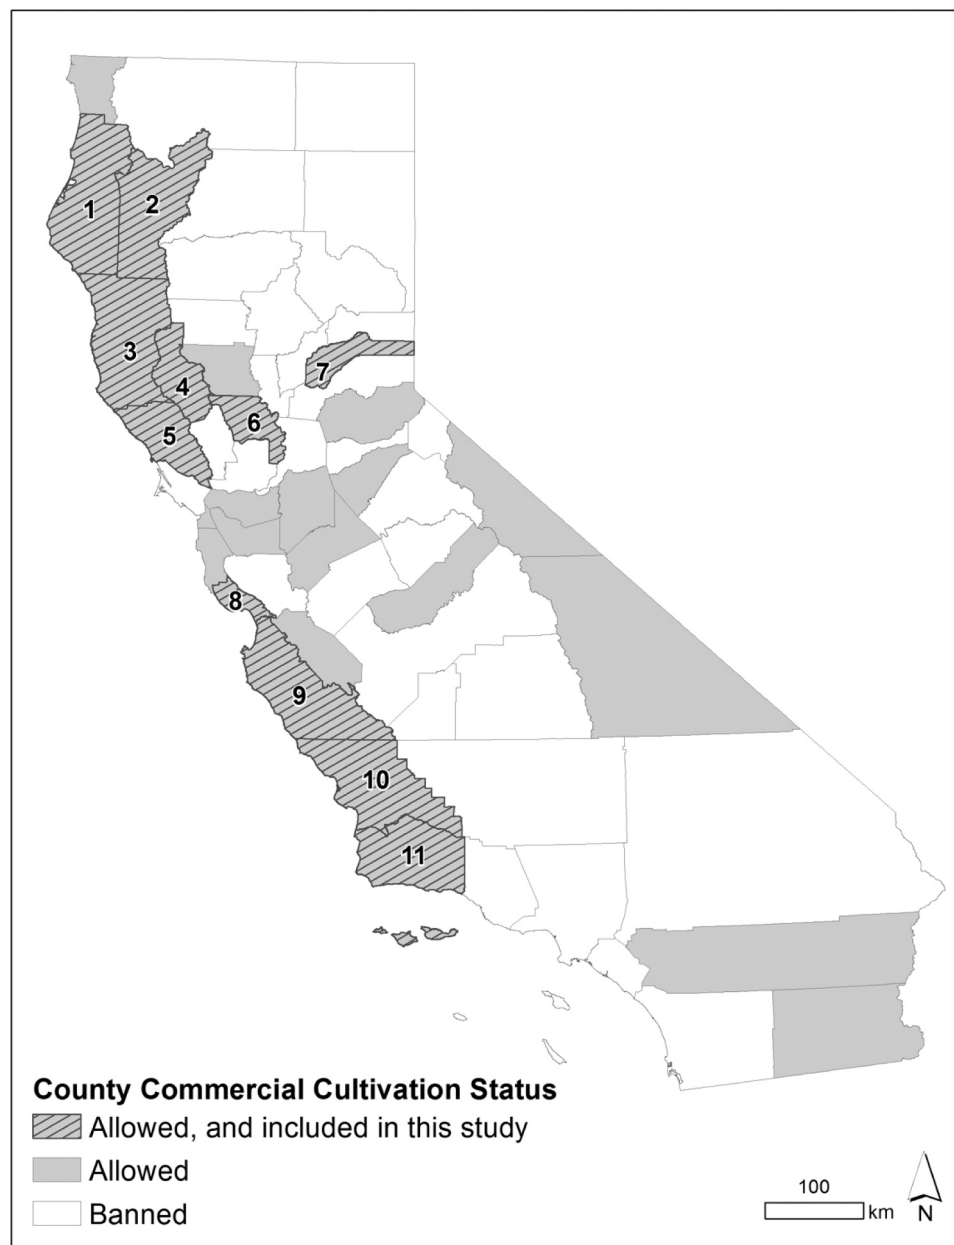 1
2
3
7
4
6
5
8
9
10
11
County Commercial Cultivation Status
Allowed, and included in this study
Allowed
Banned
100
km
N